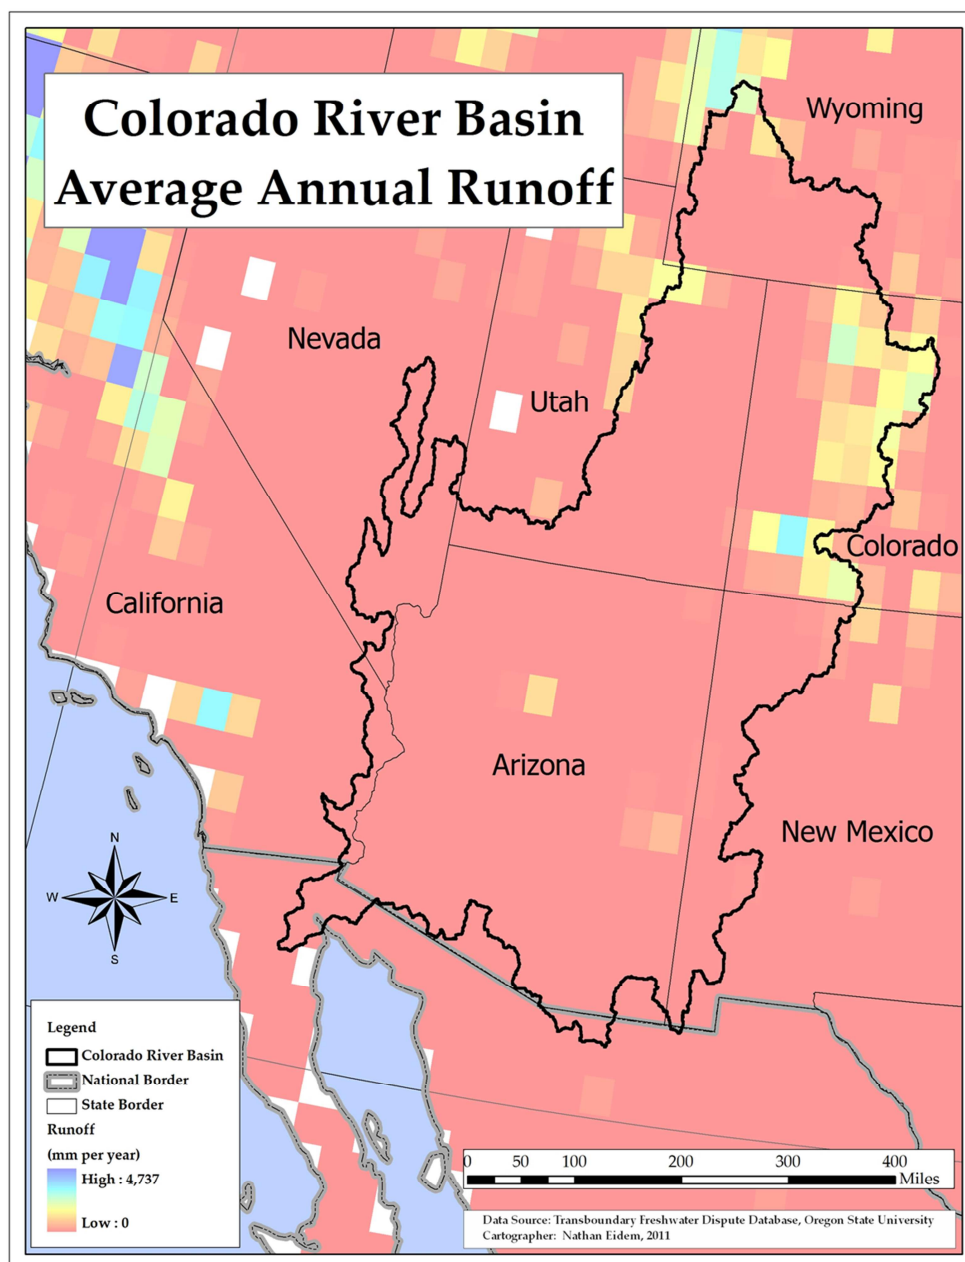 Colorado River Basin
Average Annual Runoff
Wyoming
Nevada
Utah
Colorado
California
Arizona
New Mexico
N
W E
S
Legend
Colorado River Basin
National Border
State Border
Runoff
(mm per year)
High : 4,737
Low : 0
0 50 100 200 300 400
Miles
Data Source: Transboundary Freshwater Dispute Database, Oregon State University
Cartographer: Nathan Eidem, 2011